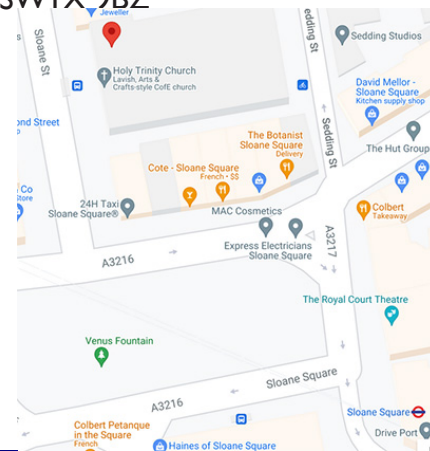 SW1X 9BZ
Jeweller
Sloane St
Sedding St
Sedding Studios
Holy Trinity Church
Lavish, Arts &
Crafts-style CofE church
David Mellor -
Sloane Square
Kitchen supply shop
ond Street
The Botanist
Sloane Square
Delivery
Sedding St
The Hut Group
Cote - Sloane Square
French • $$
Co
Store
24H Taxi
Sloane Square®
MAC Cosmetics
Colbert
Takeaway
Express Electricians
Sloane Square
A3217
A3216
The Royal Court Theatre
Venus Fountain
Sloane Square
A3216
Sloane Square
Colbert Petanque
in the Square
French
Drive Port
Haines of Sloane Square